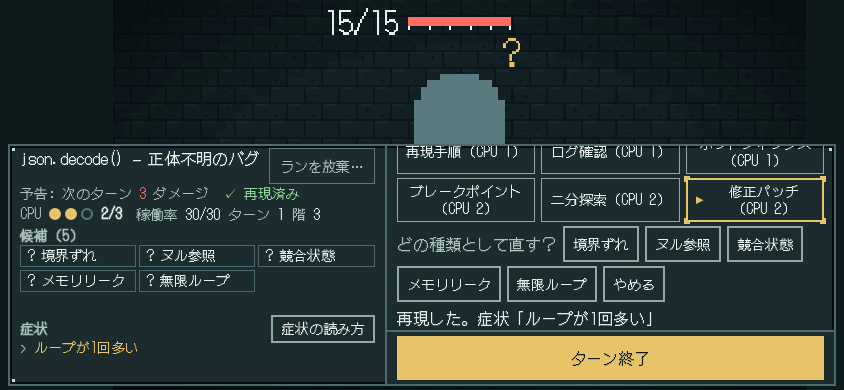 15/15
?
json.decode() — 正体不明のバグ
ランを放棄…
予告: 次のターン 3 ダメージ ✓ 再現済み
CPU 2/3 稼働率 30/30 ターン 1 階 3
候補 (5)
? 境界ずれ
? ヌル参照
? 競合状態
? メモリリーク
? 無限ループ
症状
症状の読み方
> ループが1回多い
再現手順 (CPU 1)
ログ確認 (CPU 1)
(CPU 1)
ブレークポイント
(CPU 2)
二分探索 (CPU 2)
▶ 修正パッチ
(CPU 2)
どの種類として直す?
境界ずれ
ヌル参照
競合状態
メモリリーク
無限ループ
やめる
再現した。症状「ループが1回多い」
ターン終了